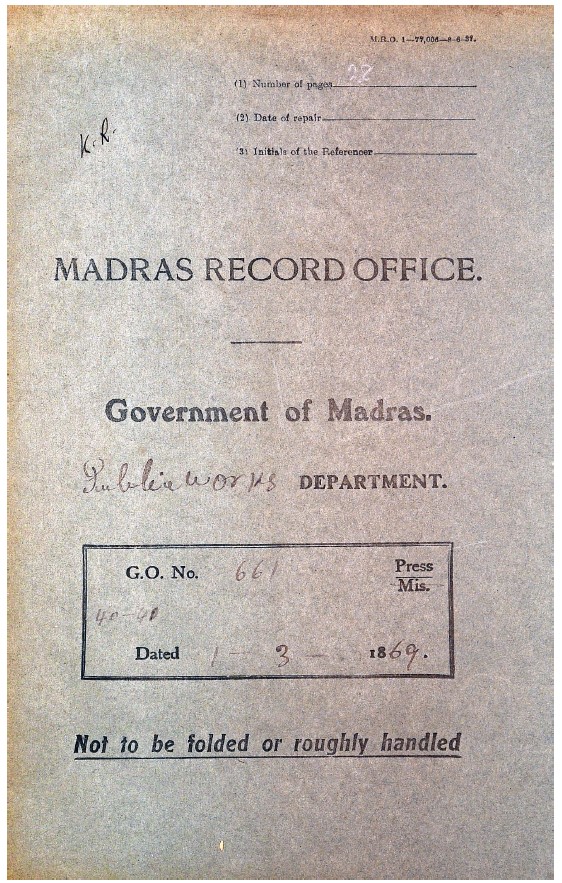 M.R.O. 1—77,006—8-6-37.
(1) Number of pages 22
(2) Date of repair
(3) Initials of the Referencer
K. R.
MADRAS RECORD OFFICE.
Government of Madras.
Public Works DEPARTMENT.
G.O. No. 661 Press
Mis.
40-40
Dated 1 – 3 – 1869.
Not to be folded or roughly handled